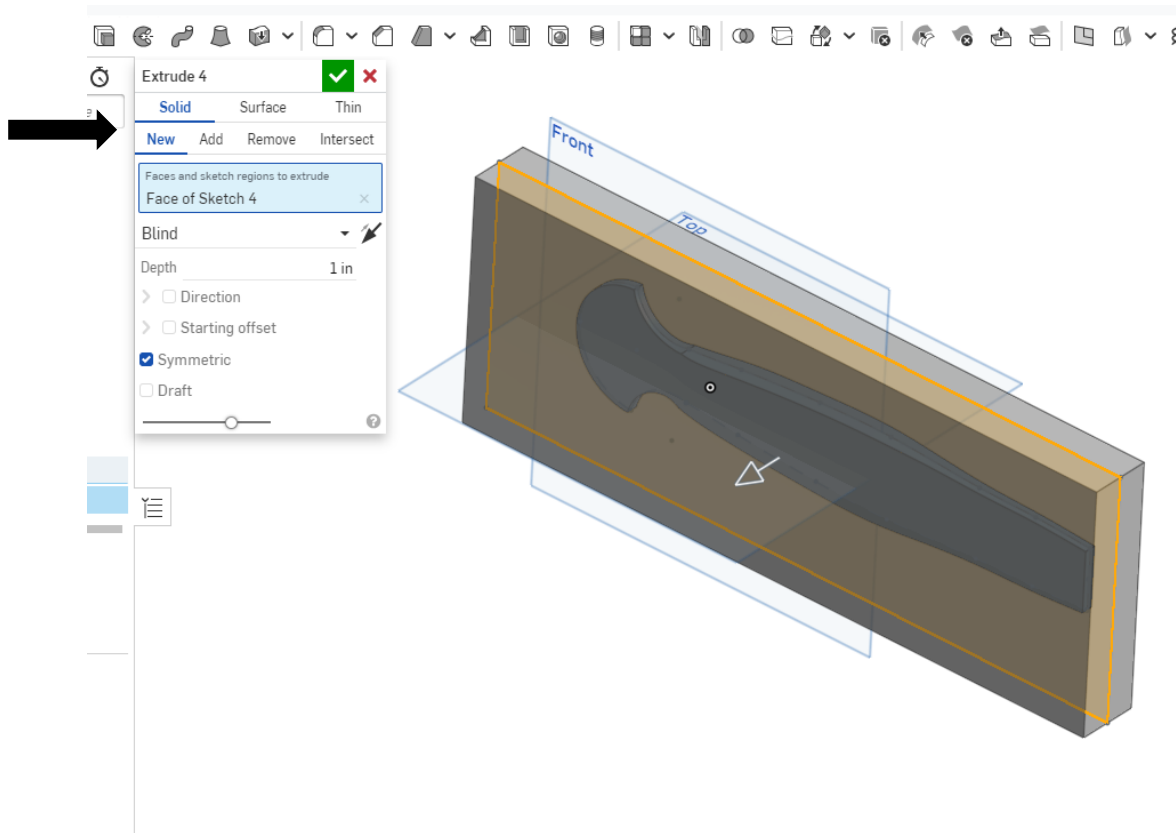 Extrude 4
Solid Surface Thin
New Add Remove Intersect
Faces and sketch regions to extrude
Face of Sketch 4
Blind
Depth 1 in
Direction
Starting offset
Symmetric
Draft
Front
Top